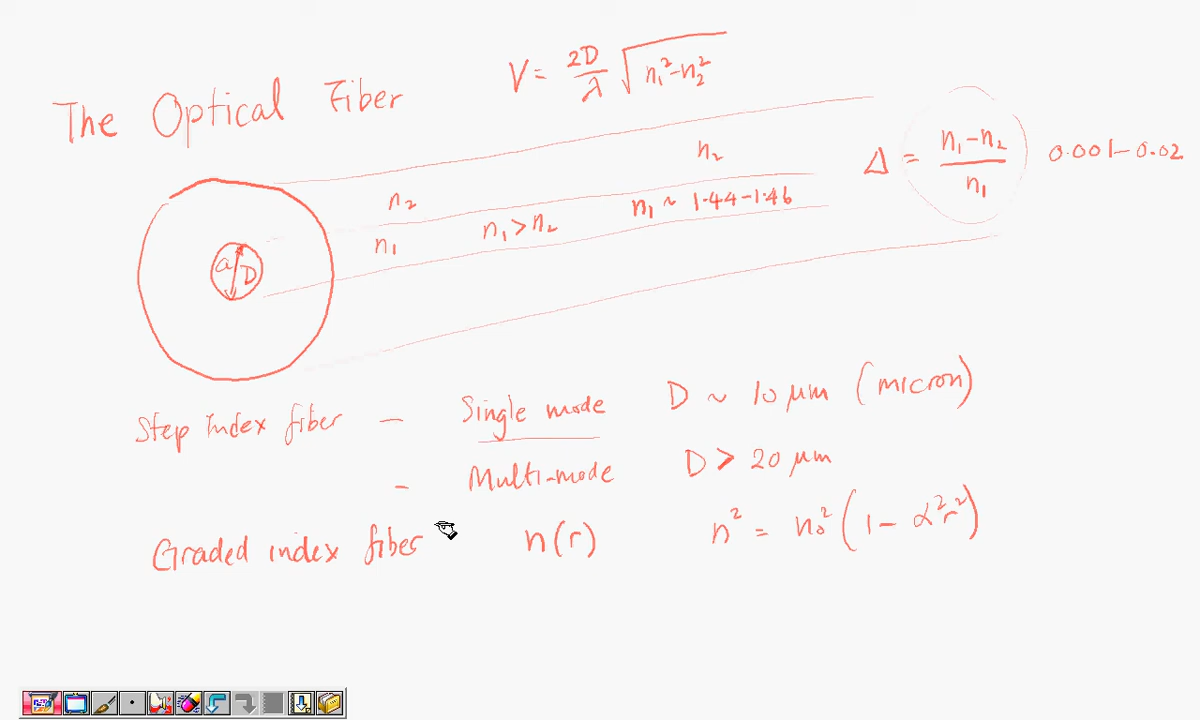 The Optical Fiber
V = 2D/λ √(n₁² – n₂²)
n₂
n₂
Δ = (n₁ – n₂)/n₁ 0.001 – 0.02
n₁ n₁ > n₂ n₁ ~ 1.44 – 1.46
a D
Step Index fiber – Single mode D ~ 10 μm (micron)
– Multi-mode D > 20 μm
Graded index fiber n(r) n² = n₀² (1 – α²r²)